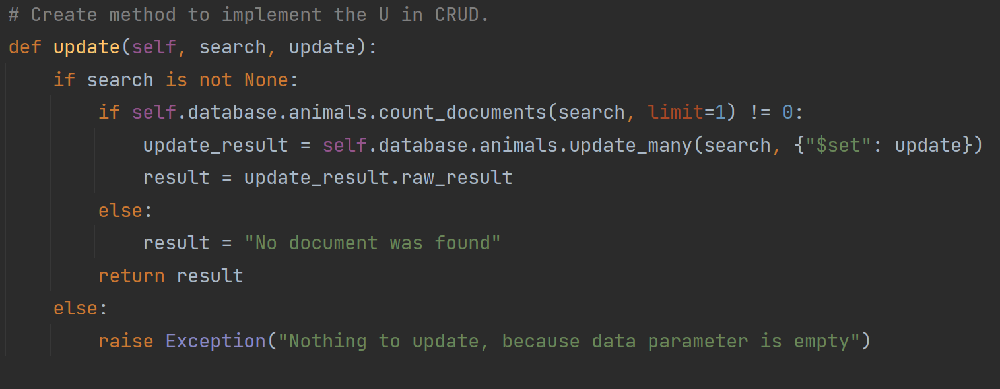 # Create method to implement the U in CRUD.
def update(self, search, update):
    if search is not None:
        if self.database.animals.count_documents(search, limit=1) != 0:
            update_result = self.database.animals.update_many(search, {"$set": update})
            result = update_result.raw_result
        else:
            result = "No document was found"
        return result
    else:
        raise Exception("Nothing to update, because data parameter is empty")